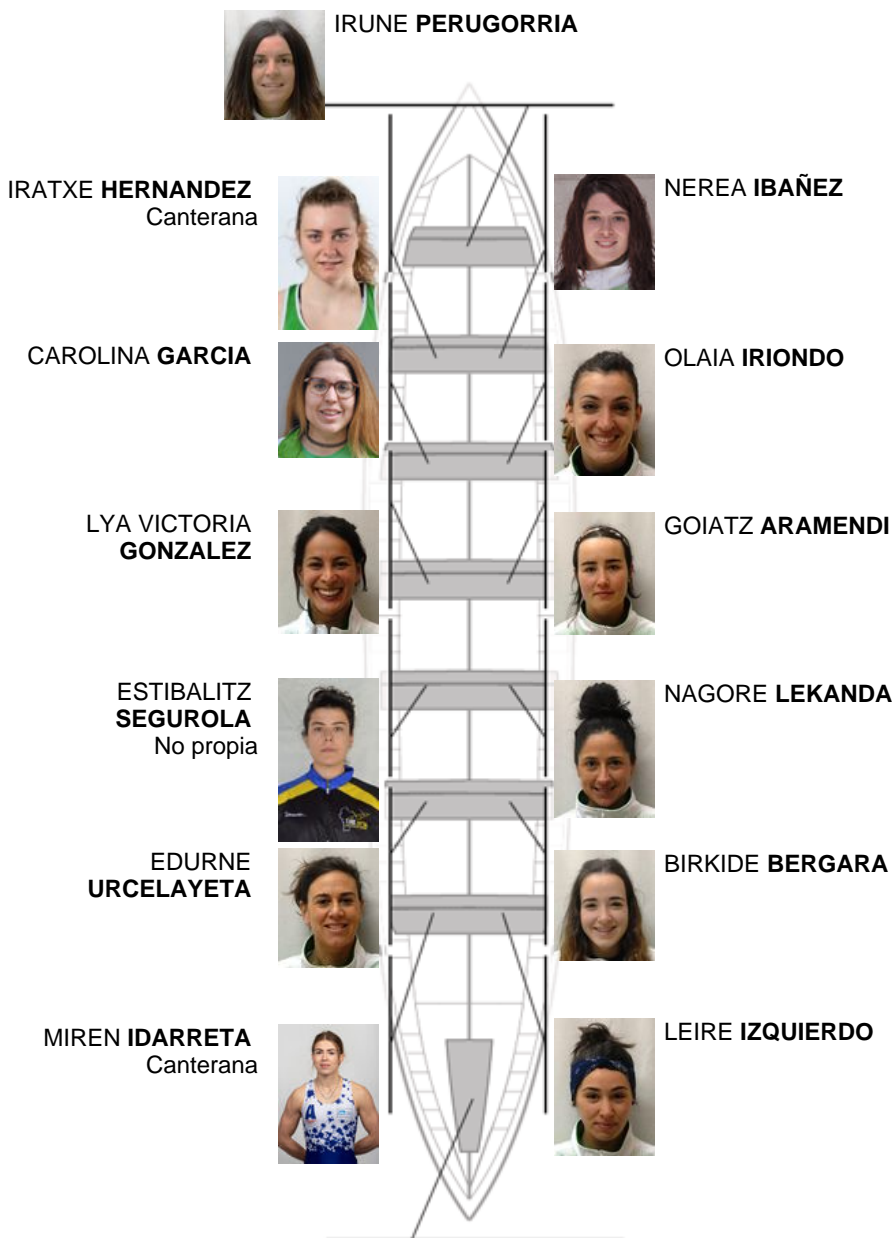 IRUNE PERUGORRIA
IRATXE HERNANDEZ
Canterana
NEREA IBAÑEZ
CAROLINA GARCIA
OLAIA IRIONDO
LYA VICTORIA
GONZALEZ
GOIATZ ARAMENDI
ESTIBALITZ
SEGUROLA
No propia
NAGORE LEKANDA
EDURNE
URCELAYETA
BIRKIDE BERGARA
MIREN IDARRETA
Canterana
LEIRE IZQUIERDO